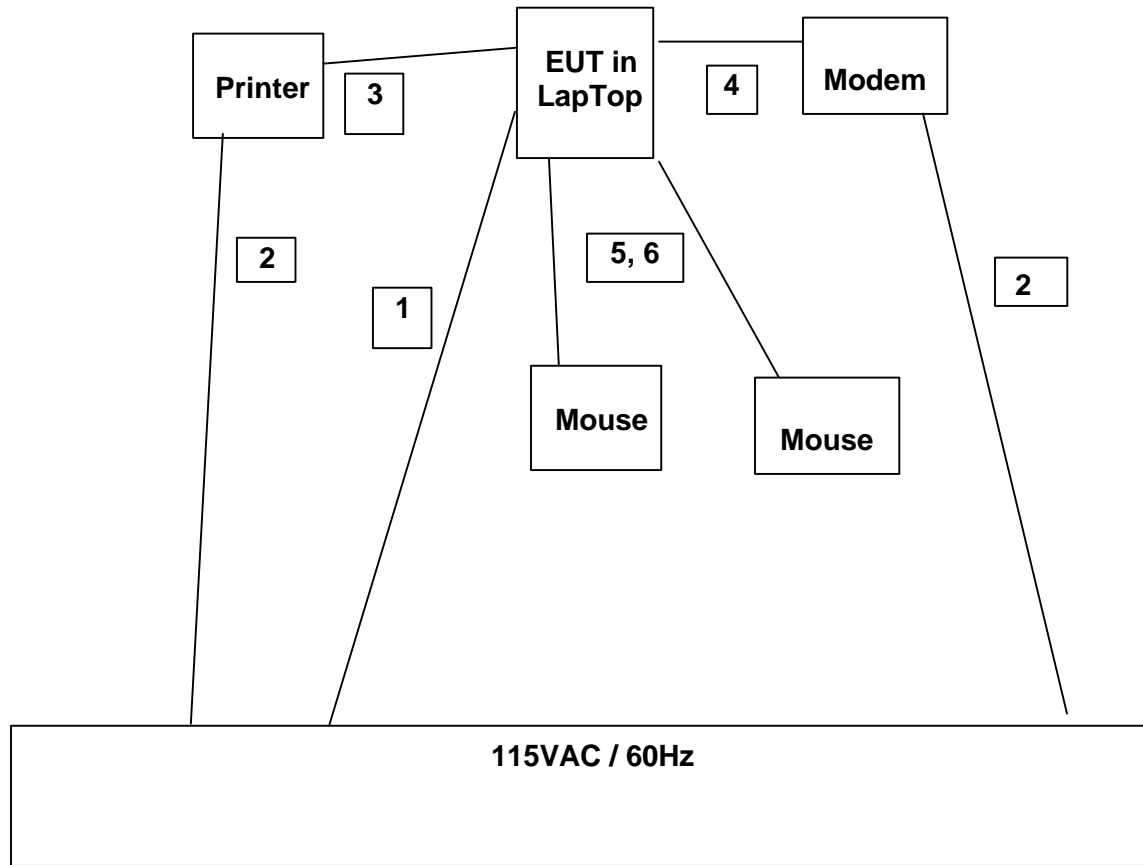 Printer
3
EUT in
LapTop
4
Modem
2
1
5, 6
2
Mouse
Mouse
115VAC / 60Hz